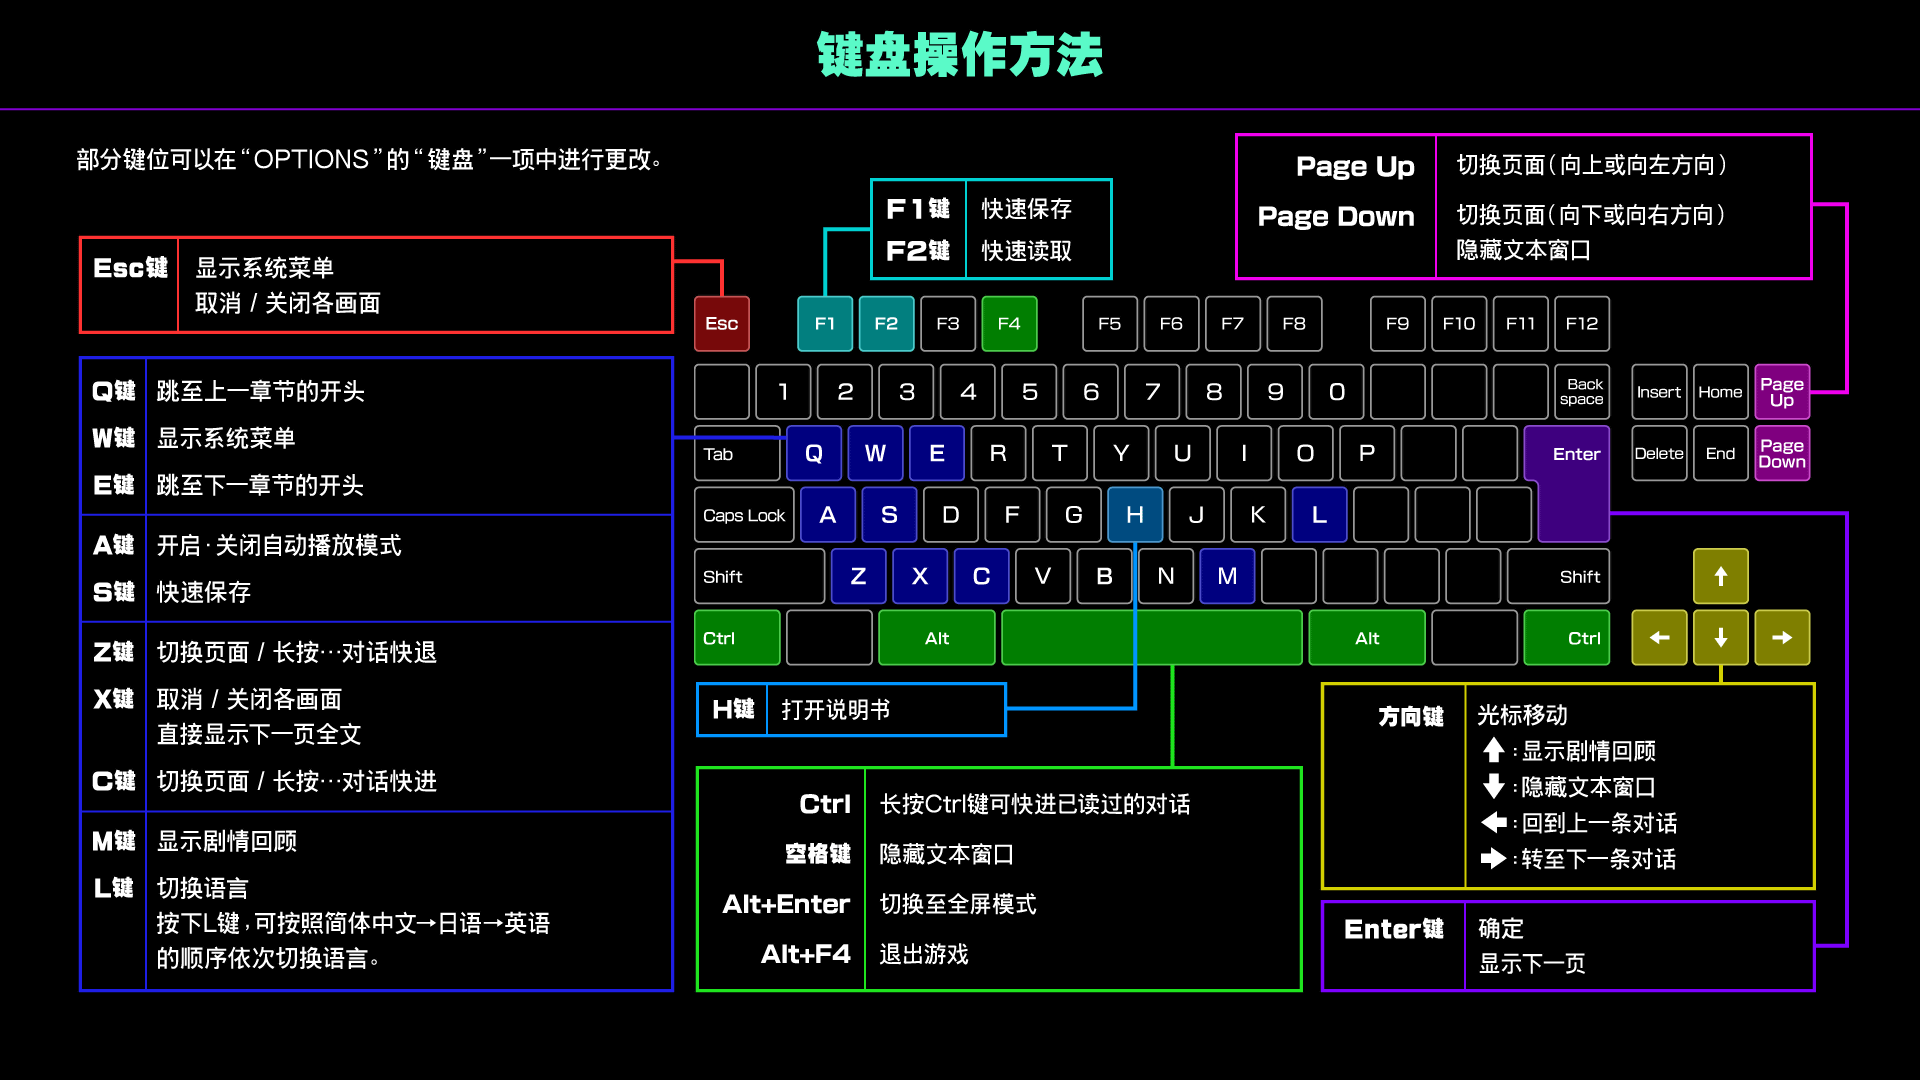 键盘操作方法
部分键位可以在“OPTIONS”的“键盘”一项中进行更改。
Page Up 切换页面(向上或向左方向)
Page Down 切换页面(向下或向右方向)
隐藏文本窗口
F1键 快速保存
F2键 快速读取
Esc键 显示系统菜单
取消 / 关闭各画面
Q键 跳至上一章节的开头
W键 显示系统菜单
E键 跳至下一章节的开头
A键 开启·关闭自动播放模式
S键 快速保存
Z键 切换页面 / 长按…对话快退
X键 取消 / 关闭各画面
直接显示下一页全文
C键 切换页面 / 长按…对话快进
M键 显示剧情回顾
L键 切换语言
按下L键,可按照简体中文→日语→英语
的顺序依次切换语言。
Esc F1 F2 F3 F4 F5 F6 F7 F8 F9 F10 F11 F12
1 2 3 4 5 6 7 8 9 0 Back space Insert Home Page Up
Tab Q W E R T Y U I O P Enter Delete End Page Down
Caps Lock A S D F G H J K L
Shift Z X C V B N M Shift ↑
Ctrl Alt Alt Ctrl ← ↓ →
H键 打开说明书
Ctrl 长按Ctrl键可快进已读过的对话
空格键 隐藏文本窗口
Alt+Enter 切换至全屏模式
Alt+F4 退出游戏
方向键 光标移动
↑:显示剧情回顾
↓:隐藏文本窗口
←:回到上一条对话
→:转至下一条对话
Enter键 确定
显示下一页